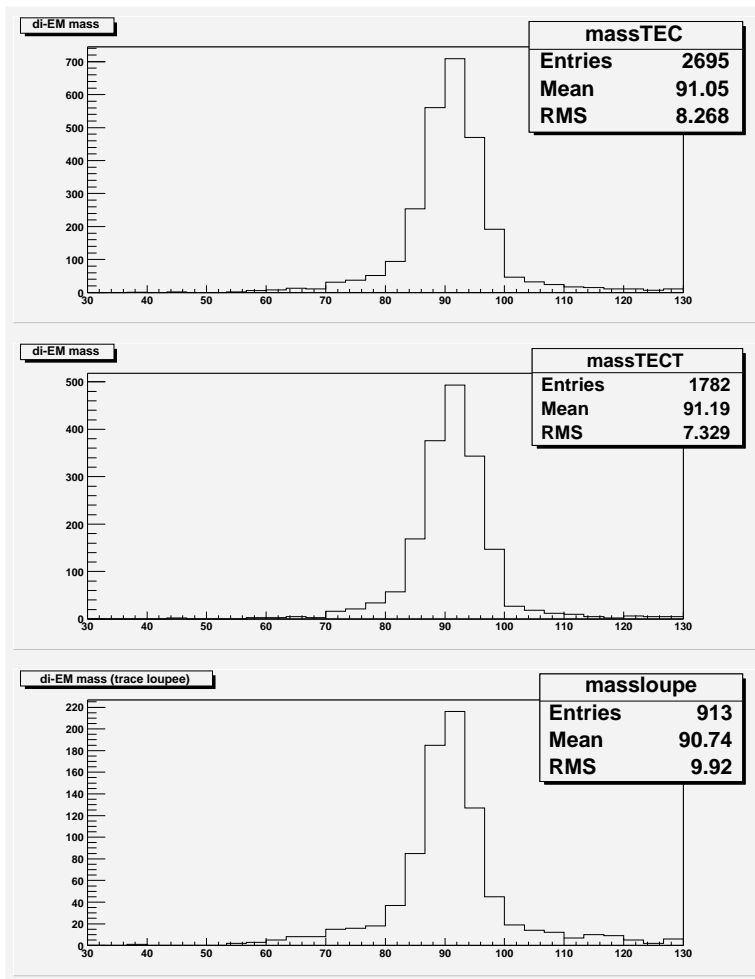 di-EM mass
massTEC
Entries 2695
Mean 91.05
RMS 8.268
700
600
500
400
300
200
100
0
30 40 50 60 70 80 90 100 110 120 130
di-EM mass
massTECT
Entries 1782
Mean 91.19
RMS 7.329
500
400
300
200
100
0
30 40 50 60 70 80 90 100 110 120 130
di-EM mass (trace loupee)
massloupe
Entries 913
Mean 90.74
RMS 9.92
220
200
180
160
140
120
100
80
60
40
20
0
30 40 50 60 70 80 90 100 110 120 130